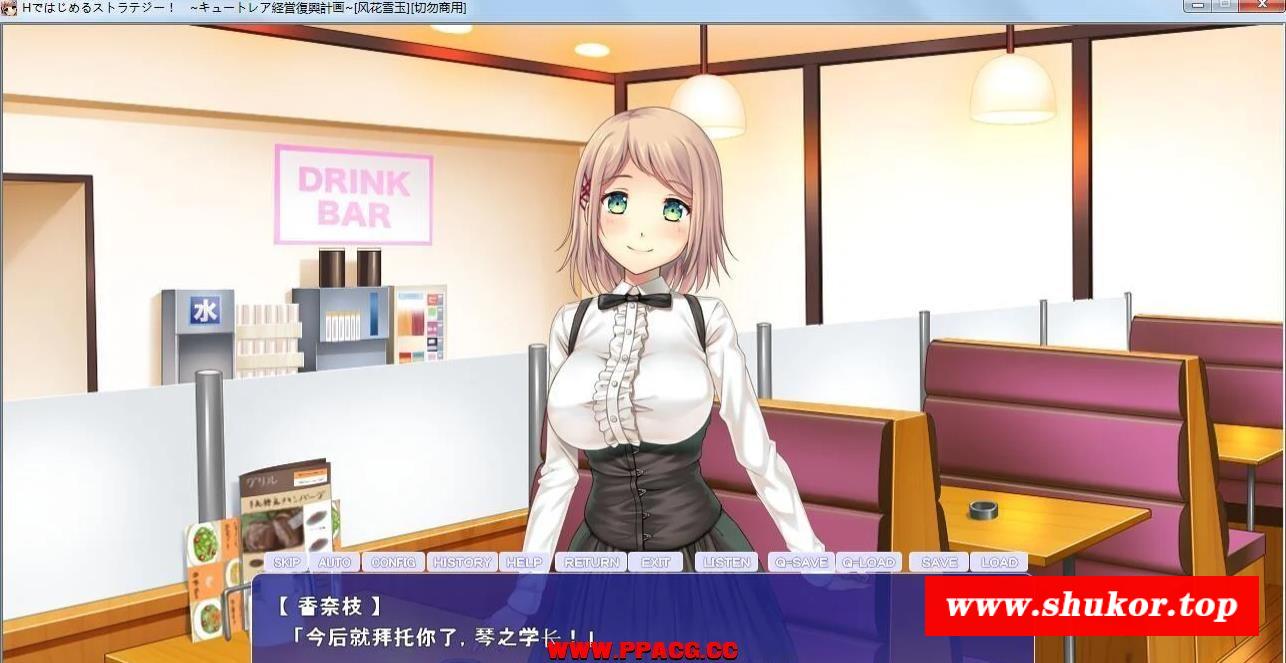 Hではじめるストラテジー！ ~キュートレア経営復興計画~[风花雪玉][切勿商用]
DRINK
BAR
水
グリル
SKIP AUTO CONFIG HISTORY HELP RETURN EXIT LISTEN Q-SAVE Q-LOAD SAVE LOAD
【 香奈枝 】
「今后就拜托你了，琴之学长！」
www.shukor.top
WWW.PPACG.CC